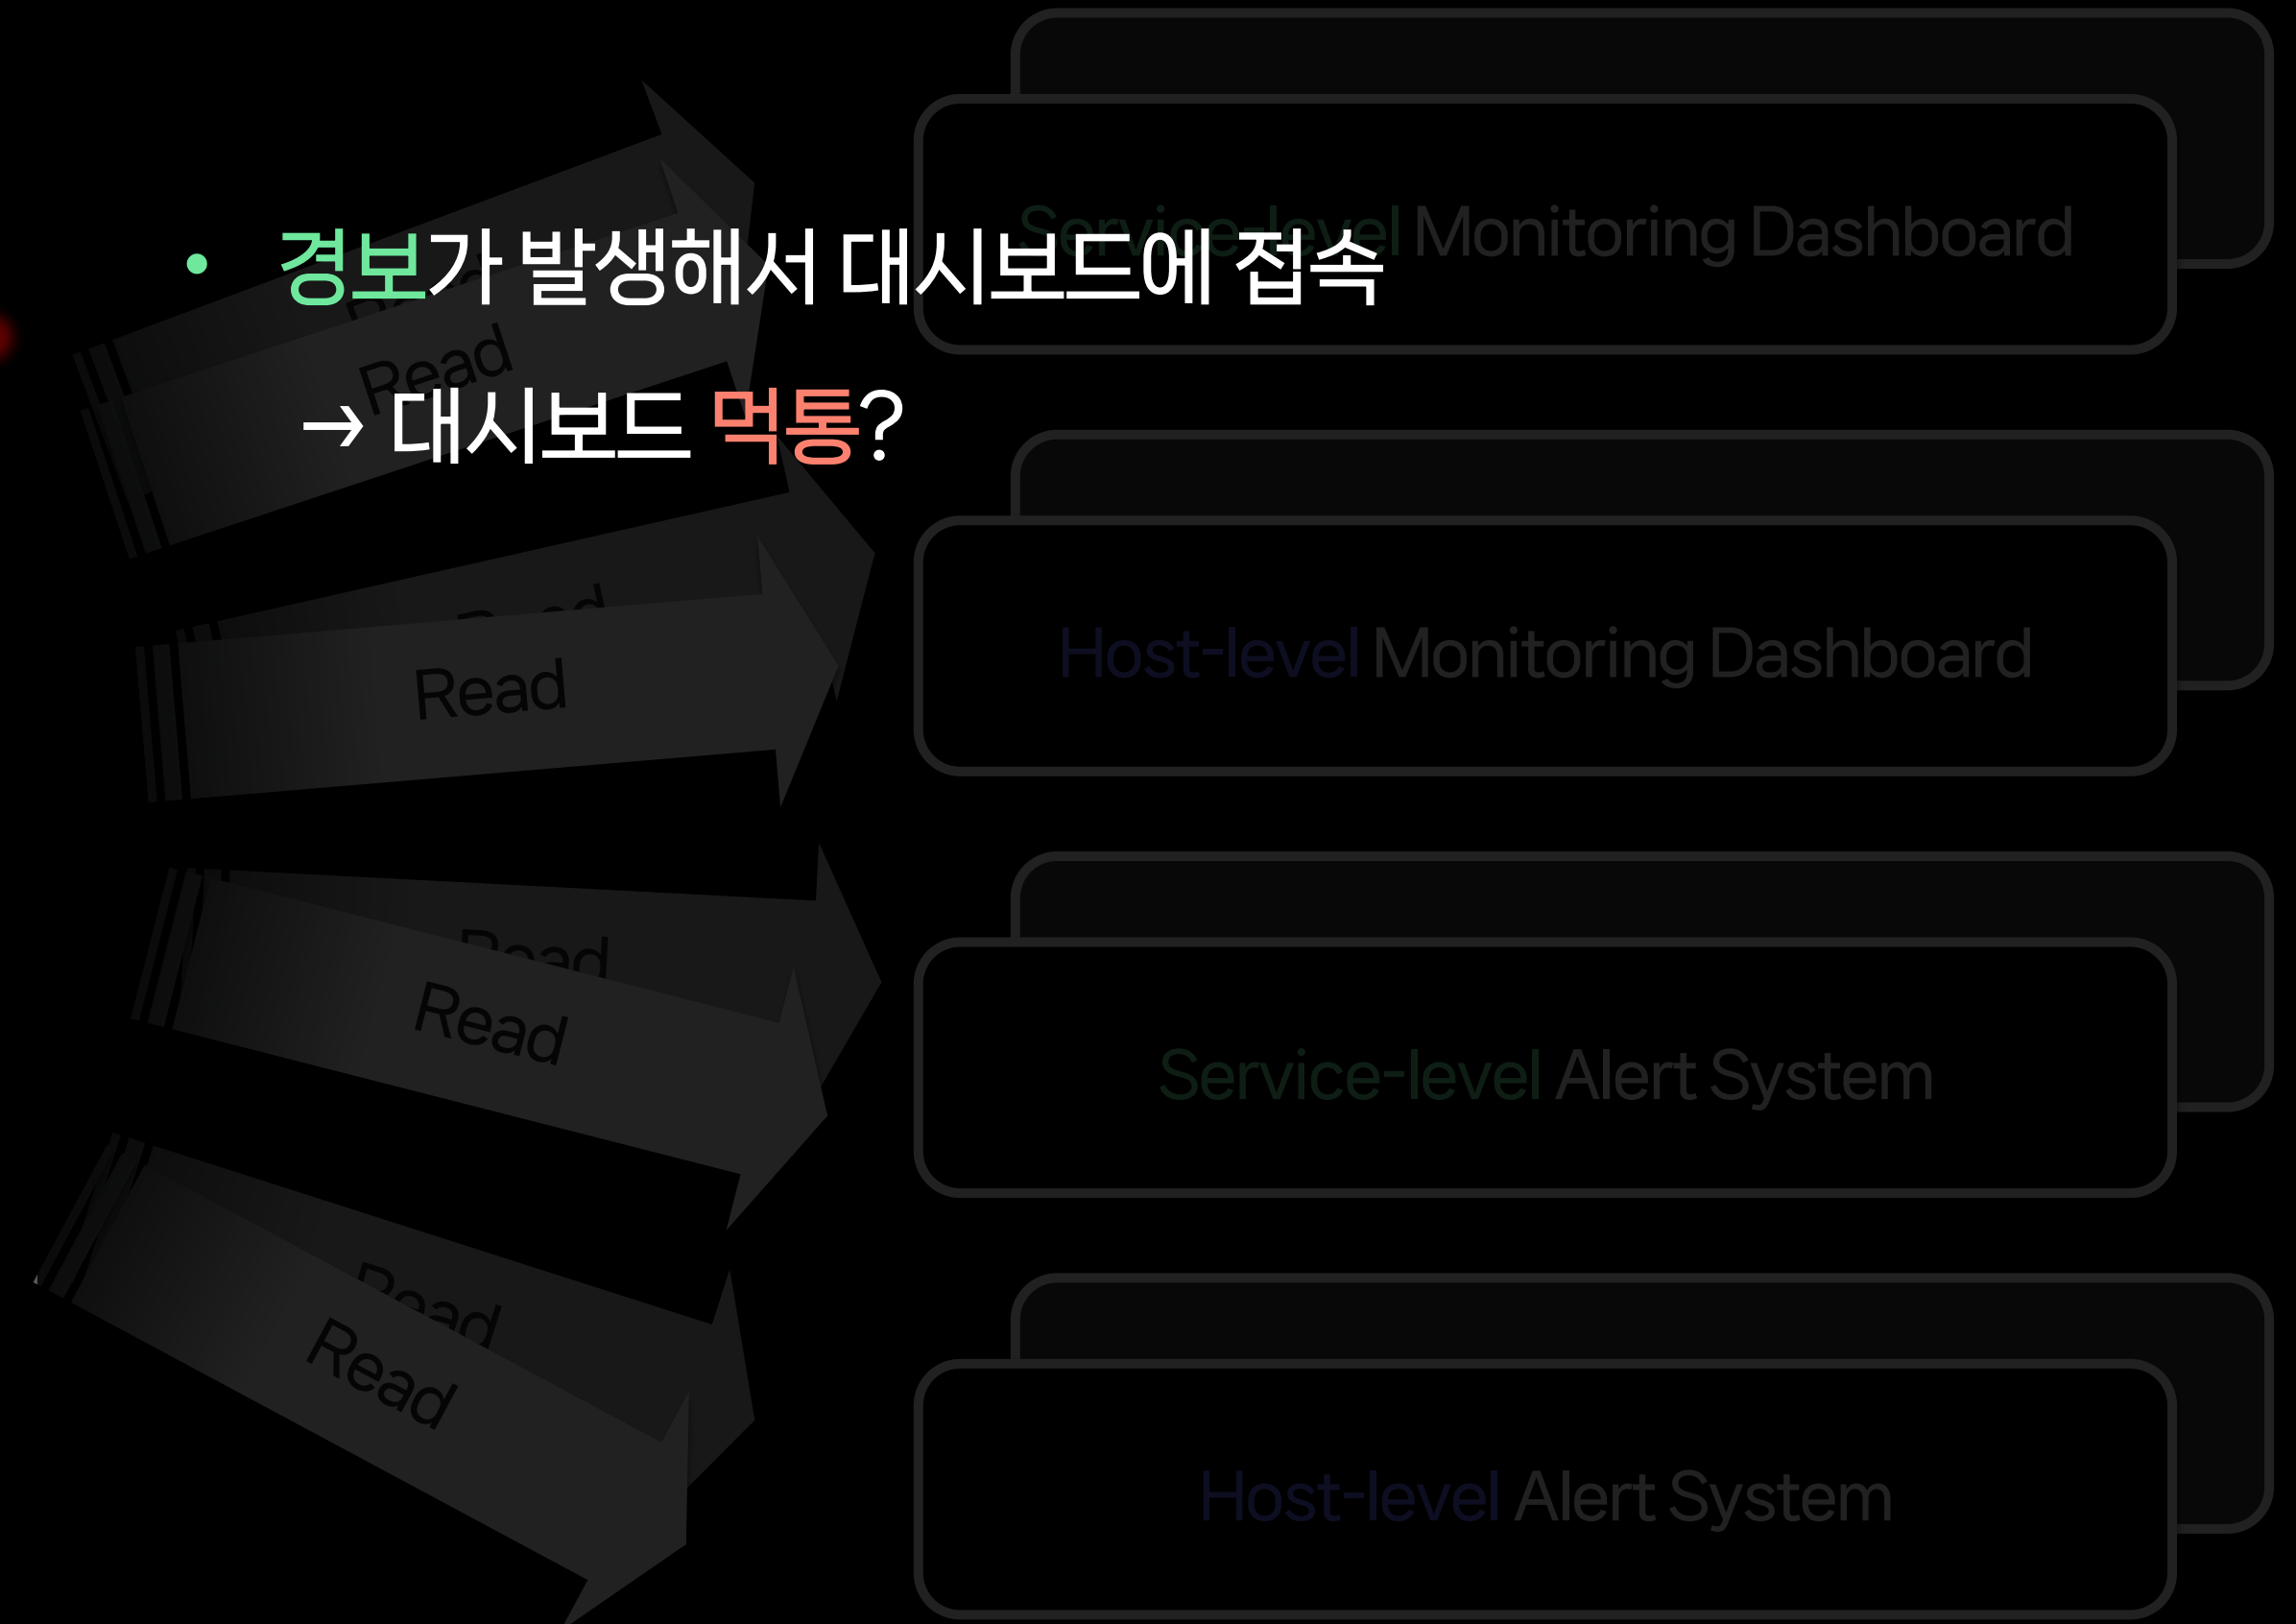 • 경보가 발생해서 대시보드에 접속
→대시보드 먹통?
Service-level Monitoring Dashboard
Read
Read
Read
Host-level Monitoring Dashboard
Read
Read
Read
Service-level Alert System
Read
Read
Host-level Alert System